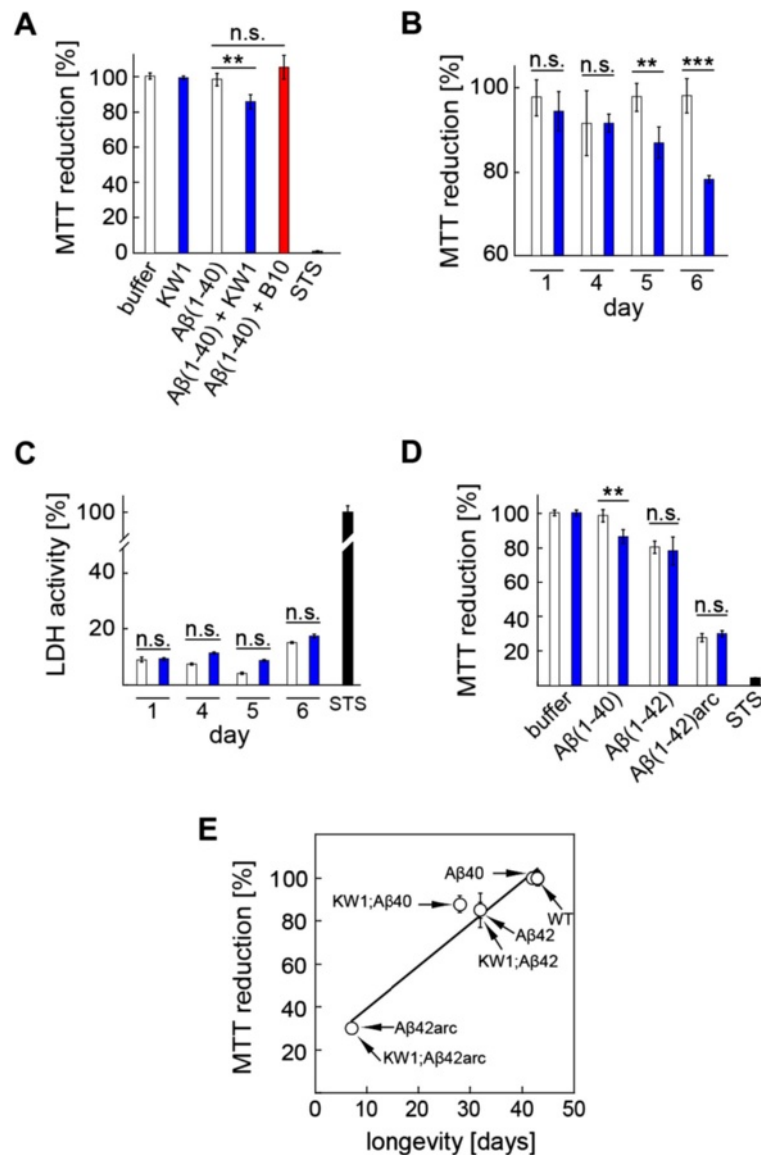 A
MTT reduction [%]
100
80
60
40
20
0
n.s.
**
buffer
KW1
Aβ(1-40)
Aβ(1-40) + KW1
Aβ(1-40) + B10
STS
B
MTT reduction [%]
100
80
60
n.s.
n.s.
**
***
1
4
5
6
day
C
LDH activity [%]
100
40
20
n.s.
n.s.
n.s.
n.s.
1
4
5
6
STS
day
D
MTT reduction [%]
100
80
60
40
20
**
n.s.
n.s.
buffer
Aβ(1-40)
Aβ(1-42)
Aβ(1-42)arc
STS
E
MTT reduction [%]
100
80
60
40
20
Aβ40
KW1;Aβ40
WT
Aβ42
KW1;Aβ42
Aβ42arc
KW1;Aβ42arc
0 10 20 30 40 50
longevity [days]